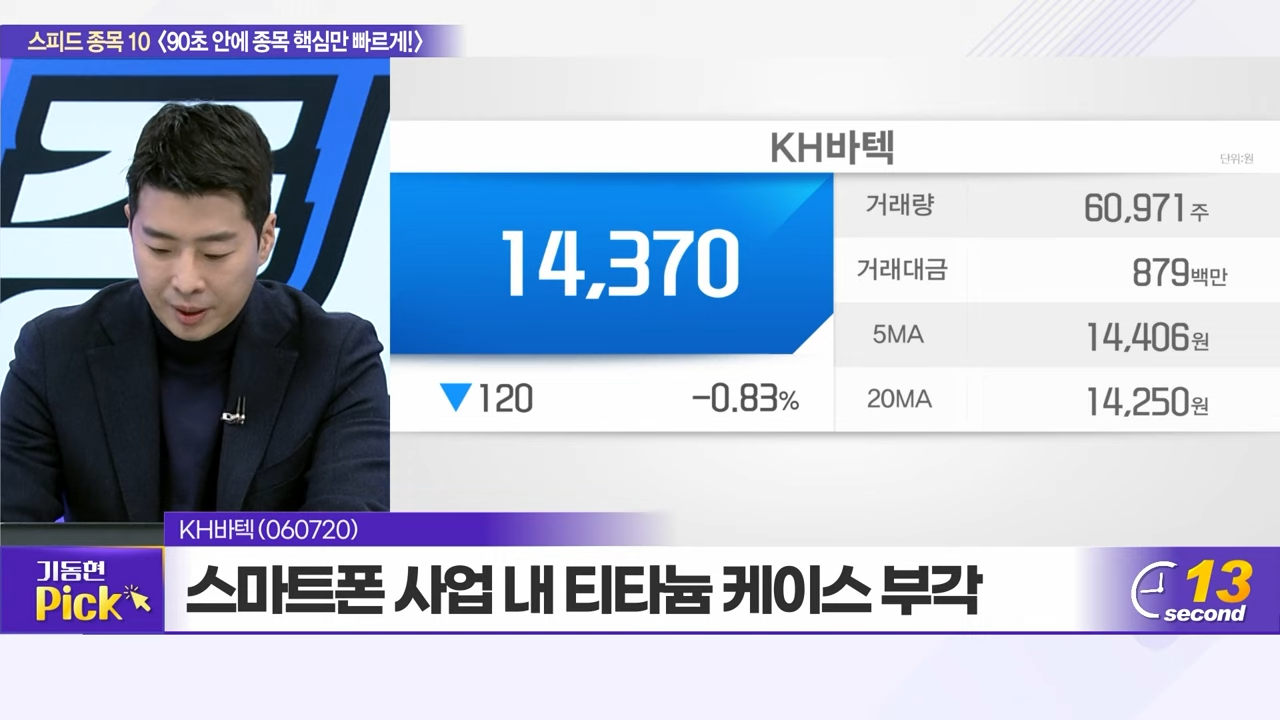 스피드 종목 10 <90초 안에 종목 핵심만 빠르게!>
KH바텍
단위:원
14,370
▼120 -0.83%
거래량 60,971주
거래대금 879백만
5MA 14,406원
20MA 14,250원
KH바텍(060720)
기동현
Pick
스마트폰 사업 내 티타늄 케이스 부각
13
second